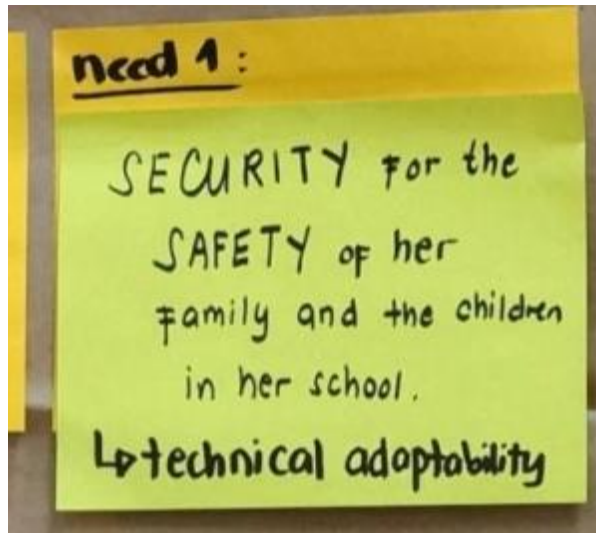 need 1:
SECURITY For the
SAFETY of her
Family and the children
in her school.
↳technical adoptability